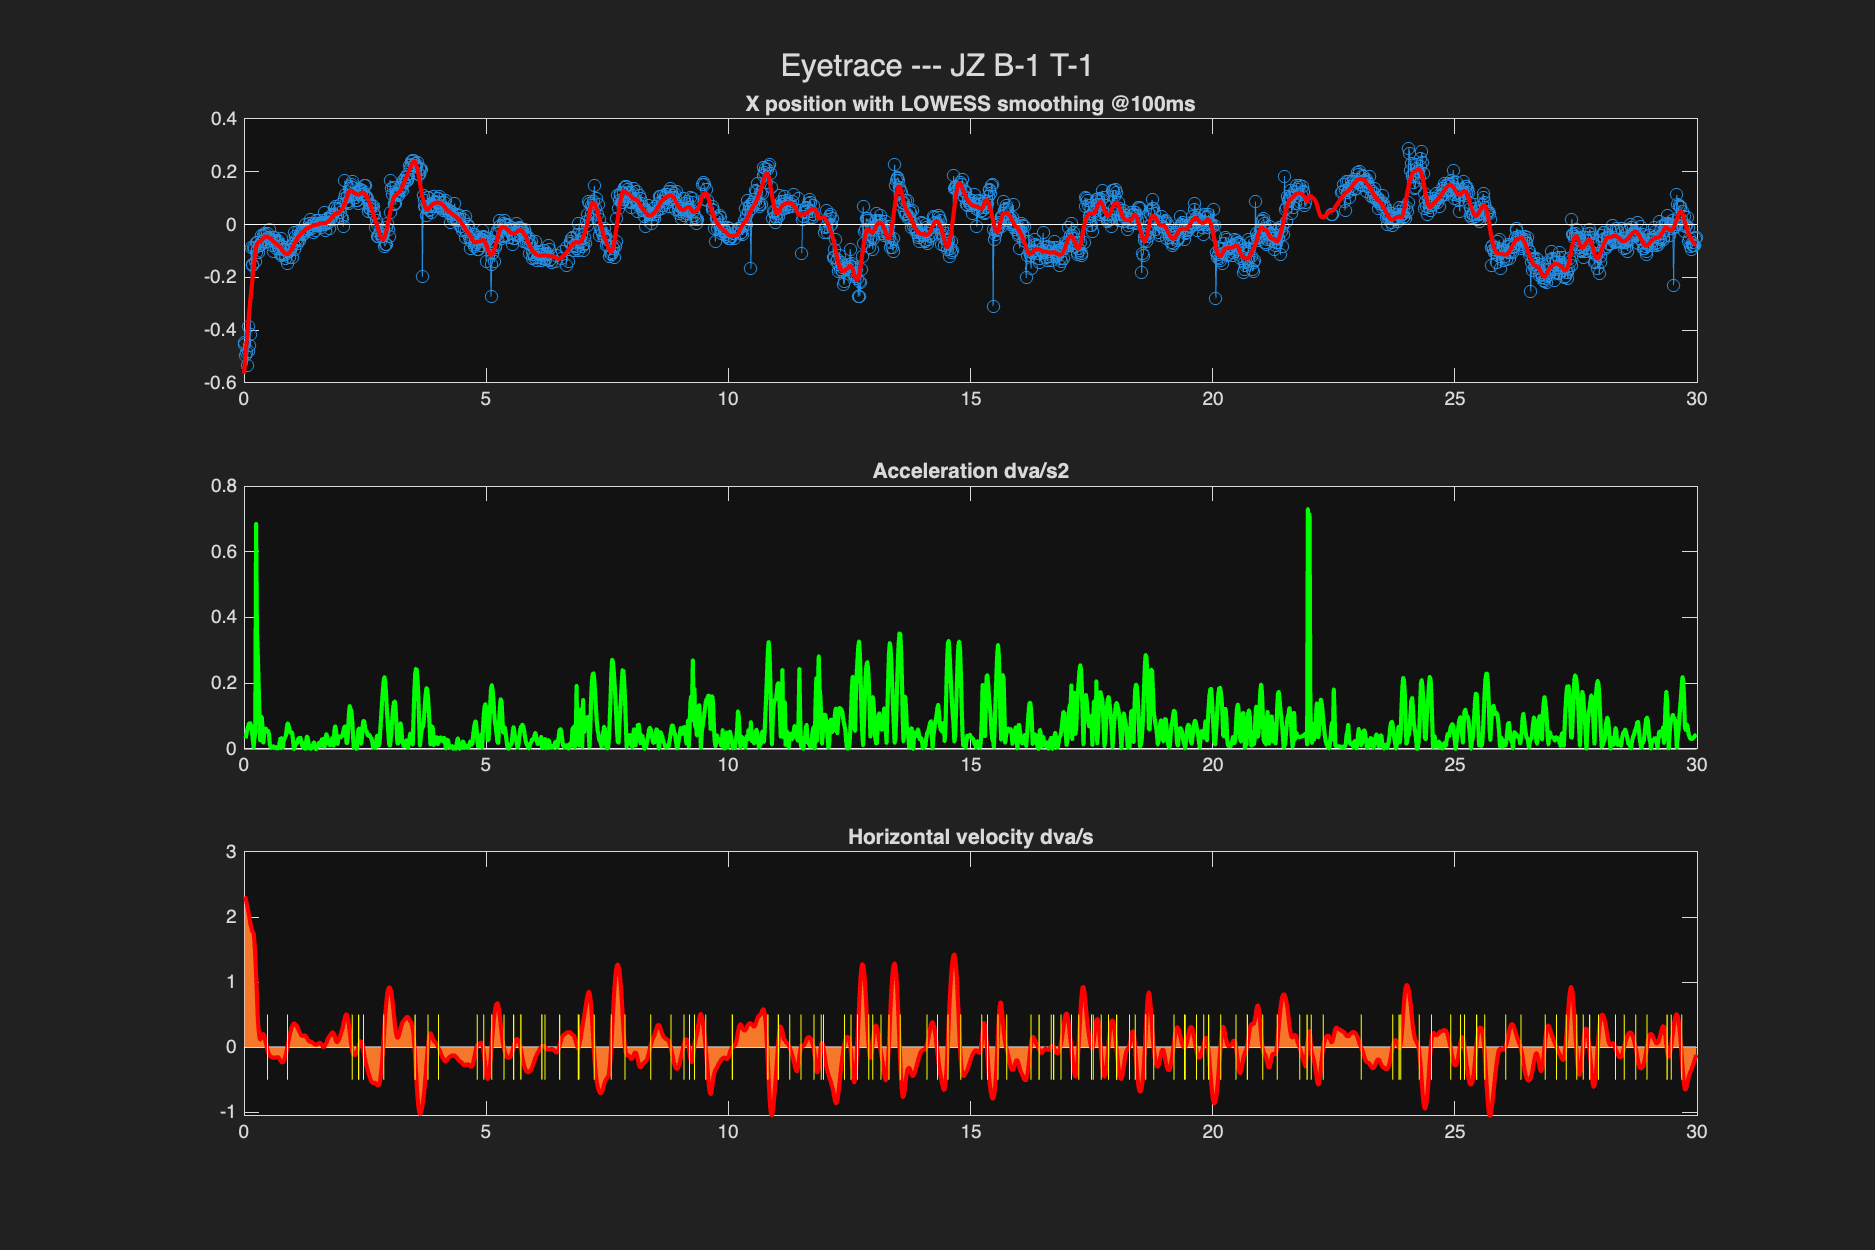 Eyetrace --- JZ B-1 T-1
X position with LOWESS smoothing @100ms
0.4
0.2
0
-0.2
-0.4
-0.6
0 5 10 15 20 25 30
Acceleration dva/s2
0.8
0.6
0.4
0.2
0
0 5 10 15 20 25 30
Horizontal velocity dva/s
3
2
1
0
-1
0 5 10 15 20 25 30